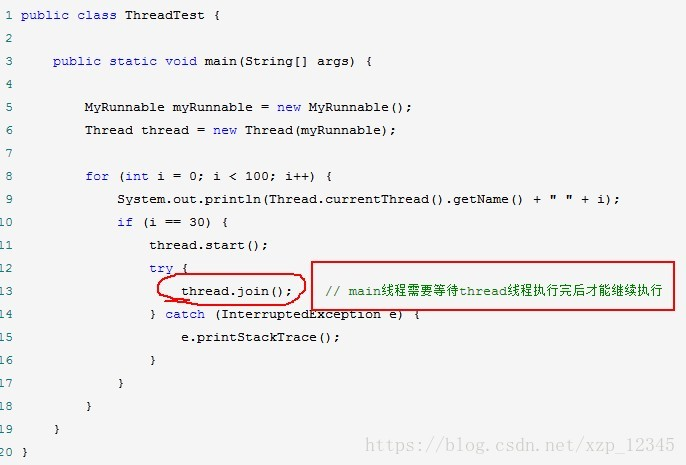 1 public class ThreadTest {
2
3     public static void main(String[] args) {
4
5         MyRunnable myRunnable = new MyRunnable();
6         Thread thread = new Thread(myRunnable);
7
8         for (int i = 0; i < 100; i++) {
9             System.out.println(Thread.currentThread().getName() + " " + i);
10             if (i == 30) {
11                 thread.start();
12                 try {
13                     thread.join();    // main线程需要等待thread线程执行完后才能继续执行
14                 } catch (InterruptedException e) {
15                     e.printStackTrace();
16                 }
17             }
18         }
19     }
20 }
https://blog.csdn.net/xzp_12345